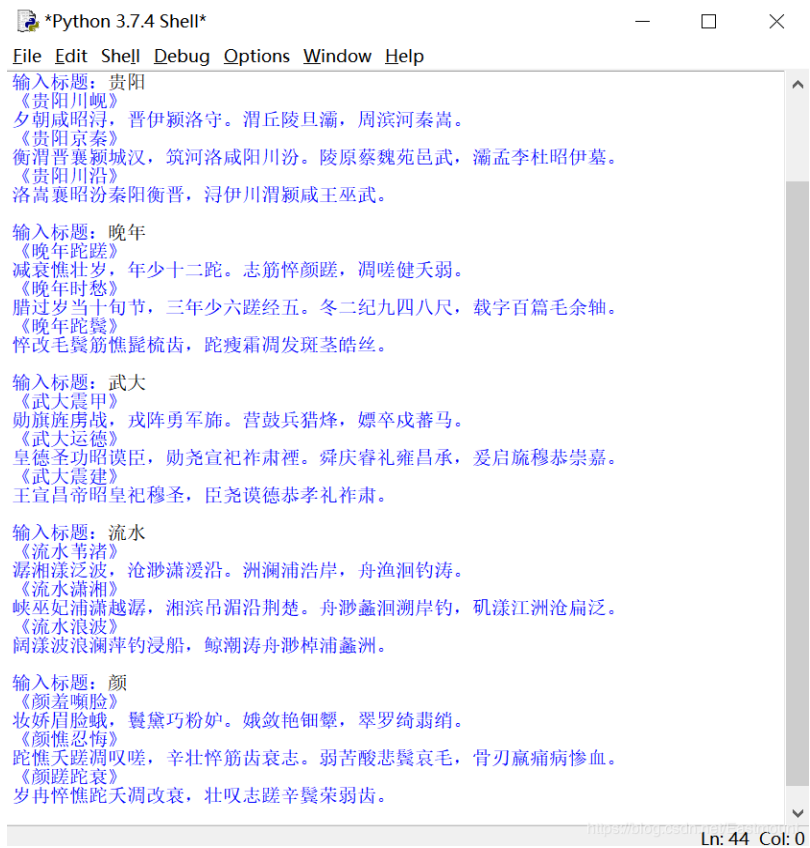 *Python 3.7.4 Shell*
File Edit Shell Debug Options Window Help
输入标题：贵阳
《贵阳川岘》
夕朝咸昭浔，晋伊颍洛守。渭丘陵旦灞，周滨河秦嵩。
《贵阳京秦》
衡渭晋襄颍城汉，筑河洛咸阳川汾。陵原蔡魏苑邑武，灞孟李杜昭伊墓。
《贵阳川沿》
洛嵩襄昭汾秦阳衡晋，浔伊川渭颍咸王巫武。
输入标题：晚年
《晚年跎蹉》
减衰憔壮岁，年少十二跎。志筋悴颜蹉，凋嗟健夭弱。
《晚年时愁》
腊过岁当十旬节，三年少六蹉经五。冬二纪九四八尺，载字百篇毛余轴。
《晚年跎鬓》
悴改毛鬓筋憔髭梳齿，跎瘦霜凋发斑茎皓丝。
输入标题：武大
《武大震甲》
勋旗旌虏战，戎阵勇军旆。营鼓兵猎烽，嫖卒戍蕃马。
《武大运德》
皇德圣功昭谟臣，勋尧宣祀祚肃禋。舜庆睿礼雍昌承，爰启旒穆恭崇嘉。
《武大震建》
王宣昌帝昭皇祀穆圣，臣尧谟德恭孝礼祚肃。
输入标题：流水
《流水苇渚》
潺湘漾泛波，沧渺潇湲沿。洲澜浦浩岸，舟渔洄钓涛。
《流水潇湘》
峡巫妃浦潇越潺，湘滨吊湄沿荆楚。舟渺蠡洄溯岸钓，矶漾江洲沧扁泛。
《流水浪波》
阔漾波浪澜萍钓浸船，鲸潮涛舟渺棹浦蠡洲。
输入标题：颜
《颜羞嚬脸》
妆娇眉脸蛾，鬟黛巧粉妒。娥敛艳钿颦，翠罗绮翡绡。
《颜憔忍悔》
跎憔夭蹉凋叹嗟，辛壮悴筋齿衰志。弱苦酸悲鬓哀毛，骨刃羸痛病惨血。
《颜蹉跎衰》
岁冉悴憔跎夭凋改衰，壮叹志蹉辛鬓荣弱齿。
Ln: 44 Col: 0